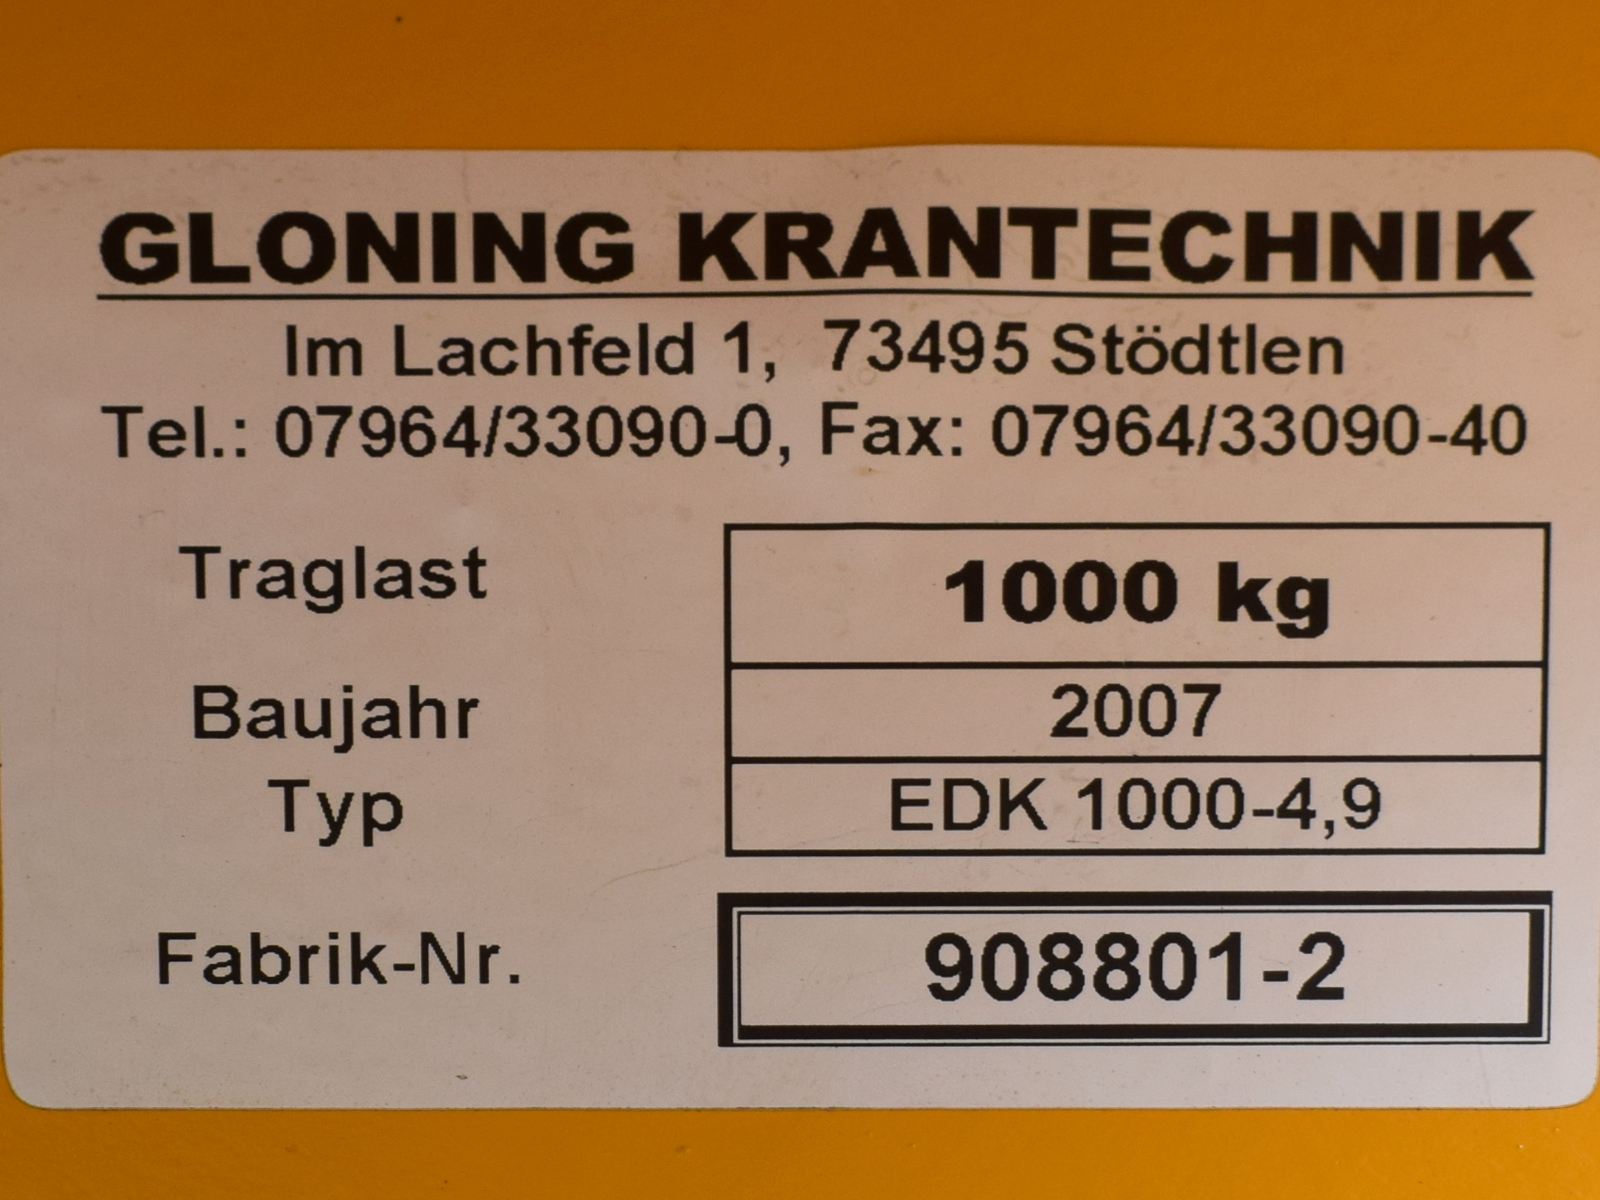 GLONING KRANTECHNIK
Im Lachfeld 1, 73495 Stödtlen
Tel.: 07964/33090-0, Fax: 07964/33090-40
Traglast 1000 kg
Baujahr 2007
Typ EDK 1000-4,9
Fabrik-Nr. 908801-2